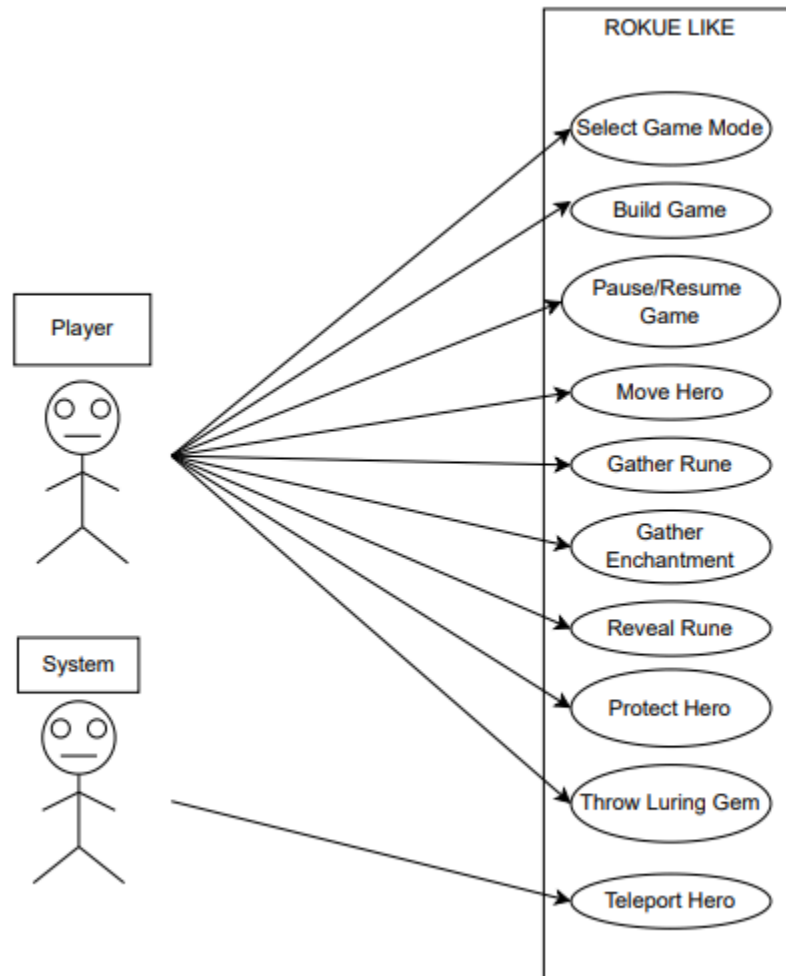 ROKUE LIKE
Select Game Mode
Build Game
Pause/Resume
Game
Player
Move Hero
Gather Rune
Gather
Enchantment
Reveal Rune
System
Protect Hero
Throw Luring Gem
Teleport Hero